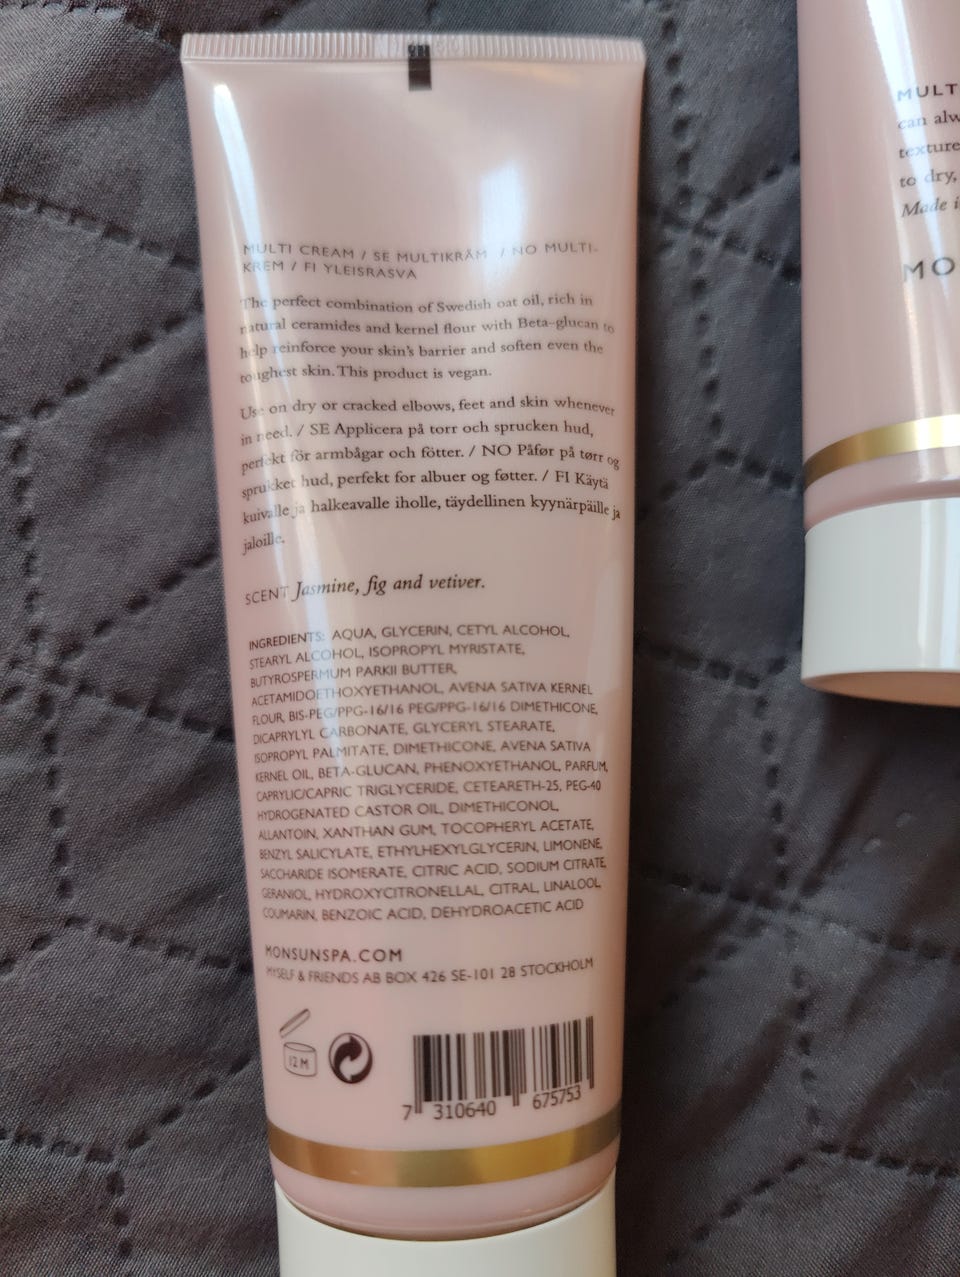 MULTI CREAM / SE MULTIKRÄM / NO MULTI-
KREM / FI YLEISRASVA
The perfect combination of Swedish oat oil, rich in
natural ceramides and kernel flour with Beta-glucan to
help reinforce your skin's barrier and soften even the
toughest skin. This product is vegan.
Use on dry or cracked elbows, feet and skin whenever
in need. / SE Applicera på torr och sprucken hud,
perfekt för armbågar och fötter. / NO Påfør på tørr og
sprukket hud, perfekt for albuer og føtter. / FI Käytä
kuivalle ja halkeavalle iholle, täydellinen kyynärpäille ja
jaloille.
SCENT Jasmine, fig and vetiver.
INGREDIENTS: AQUA, GLYCERIN, CETYL ALCOHOL,
STEARYL ALCOHOL, ISOPROPYL MYRISTATE,
BUTYROSPERMUM PARKII BUTTER,
ACETAMIDOETHOXYETHANOL, AVENA SATIVA KERNEL
FLOUR, BIS-PEG/PPG-16/16 PEG/PPG-16/16 DIMETHICONE,
DICAPRYLYL CARBONATE, GLYCERYL STEARATE,
ISOPROPYL PALMITATE, DIMETHICONE, AVENA SATIVA
KERNEL OIL, BETA-GLUCAN, PHENOXYETHANOL, PARFUM,
CAPRYLIC/CAPRIC TRIGLYCERIDE, CETEARETH-25, PEG-40
HYDROGENATED CASTOR OIL, DIMETHICONOL,
ALLANTOIN, XANTHAN GUM, TOCOPHERYL ACETATE,
BENZYL SALICYLATE, ETHYLHEXYLGLYCERIN, LIMONENE,
SACCHARIDE ISOMERATE, CITRIC ACID, SODIUM CITRATE,
GERANIOL, HYDROXYCITRONELLAL, CITRAL, LINALOOL,
COUMARIN, BENZOIC ACID, DEHYDROACETIC ACID
MONSUNSPA.COM
MYSELF & FRIENDS AB BOX 426 SE-101 28 STOCKHOLM
12 M
7 310640 675753
MULT
can alw
texture
to dry,
Made i
MO